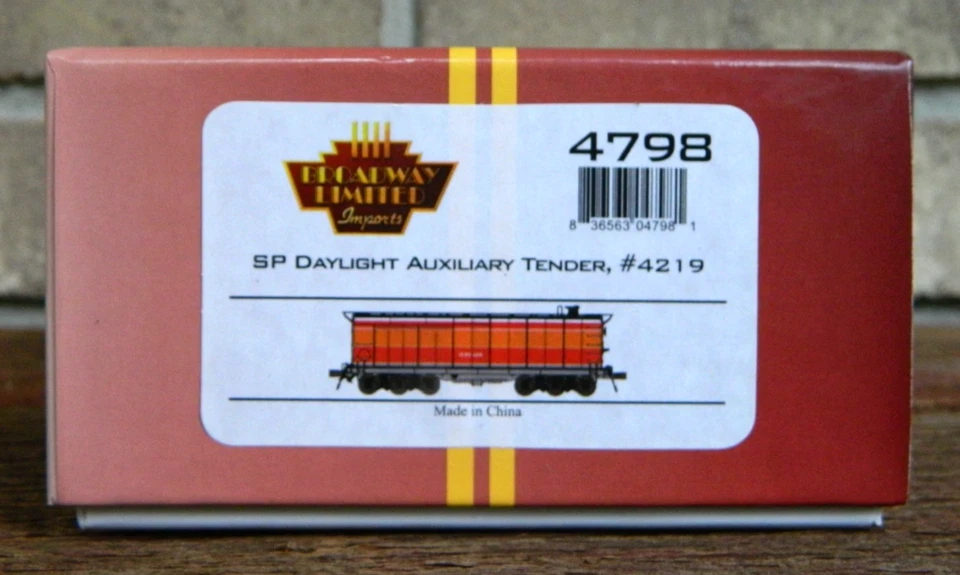 BROADWAY
LIMITED
Imports
4798
8 36563 04798 1
SP DAYLIGHT AUXILIARY TENDER, #4219
Made in China